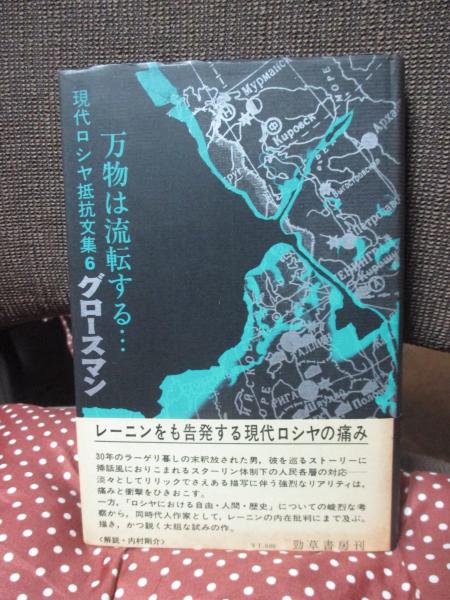 万物は流転する…
現代ロシヤ抵抗文集6
グロースマン
Мурманск
Кировск
МОРЕ
РИГА
レーニンをも告発する現代ロシヤの痛み
30年のラーゲリ暮しの末釈放された男，彼を巡るストーリーに
挿話風におりこまれるスターリン体制下の人民各層の対応──
淡々としてリリックでさえある描写に伴う強烈なリアリティは，
痛みと衝撃をひきおこす。
一方，「ロシヤにおける自由・人間・歴史」についての峻烈な考
察から，同時代人作家として，レーニンの内在批判にまで及ぶ。
描き，かつ鋭く大胆な試みの作。
〈解説・内村剛介〉
勁草書房刊